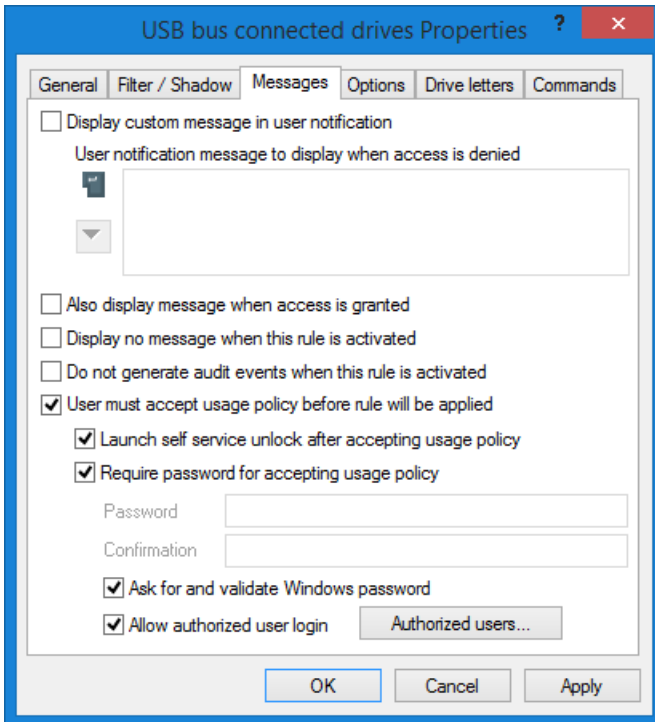 USB bus connected drives Properties ? ×
General Filter / Shadow Messages Options Drive letters Commands
Display custom message in user notification
User notification message to display when access is denied
Also display message when access is granted
Display no message when this rule is activated
Do not generate audit events when this rule is activated
User must accept usage policy before rule will be applied
Launch self service unlock after accepting usage policy
Require password for accepting usage policy
Password
Confirmation
Ask for and validate Windows password
Allow authorized user login Authorized users...
OK Cancel Apply